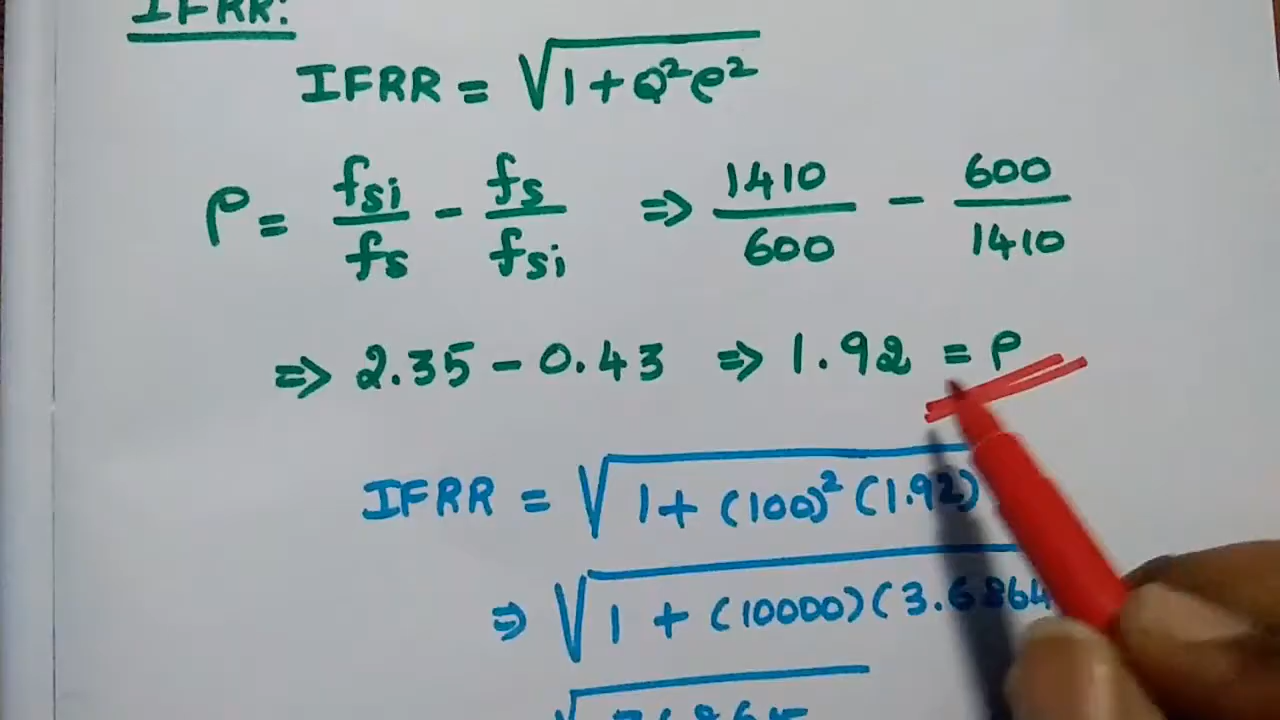 IFRR:
IFRR = √1+Q²ρ²
ρ = fsi/fs - fs/fsi ⇒ 1410/600 - 600/1410
⇒ 2.35 - 0.43 ⇒ 1.92 = ρ
IFRR = √1+(100)²(1.92)
⇒ √1+(10000)(3.6864